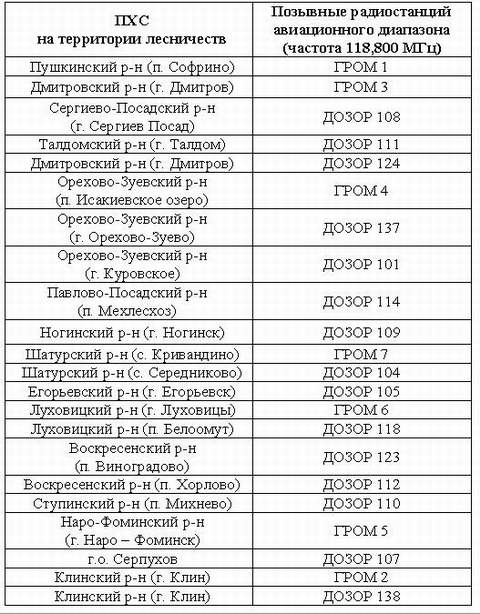 ПХС
на территории лесничеств
Позывные радиостанций
авиационного диапазона
(частота 118,800 МГц)
Пушкинский р-н (п. Софрино)
ГРОМ 1
Дмитровский р-н (г. Дмитров)
ГРОМ 3
Сергиево-Посадский р-н
(г. Сергиев Посад)
ДОЗОР 108
Талдомский р-н (г. Талдом)
ДОЗОР 111
Дмитровский р-н (г. Дмитров)
ДОЗОР 124
Орехово-Зуевский р-н
(п. Исакиевское озеро)
ГРОМ 4
Орехово-Зуевский р-н
(г. Орехово-Зуево)
ДОЗОР 137
Орехово-Зуевский р-н
(г. Куровское)
ДОЗОР 101
Павлово-Посадский р-н
(п. Мехлесхоз)
ДОЗОР 114
Ногинский р-н (г. Ногинск)
ДОЗОР 109
Шатурский р-н (с. Кривандино)
ГРОМ 7
Шатурский р-н (с. Середниково)
ДОЗОР 104
Егорьевский р-н (г. Егорьевск)
ДОЗОР 105
Луховицкий р-н (г. Луховицы)
ГРОМ 6
Луховицкий р-н (п. Белоомут)
ДОЗОР 118
Воскресенский р-н
(п. Виноградово)
ДОЗОР 123
Воскресенский р-н (п. Хорлово)
ДОЗОР 112
Ступинский р-н (п. Михнево)
ДОЗОР 110
Наро-Фоминский р-н
(г. Наро – Фоминск)
ГРОМ 5
г.о. Серпухов
ДОЗОР 107
Клинский р-н (г. Клин)
ГРОМ 2
Клинский р-н (г. Клин)
ДОЗОР 138